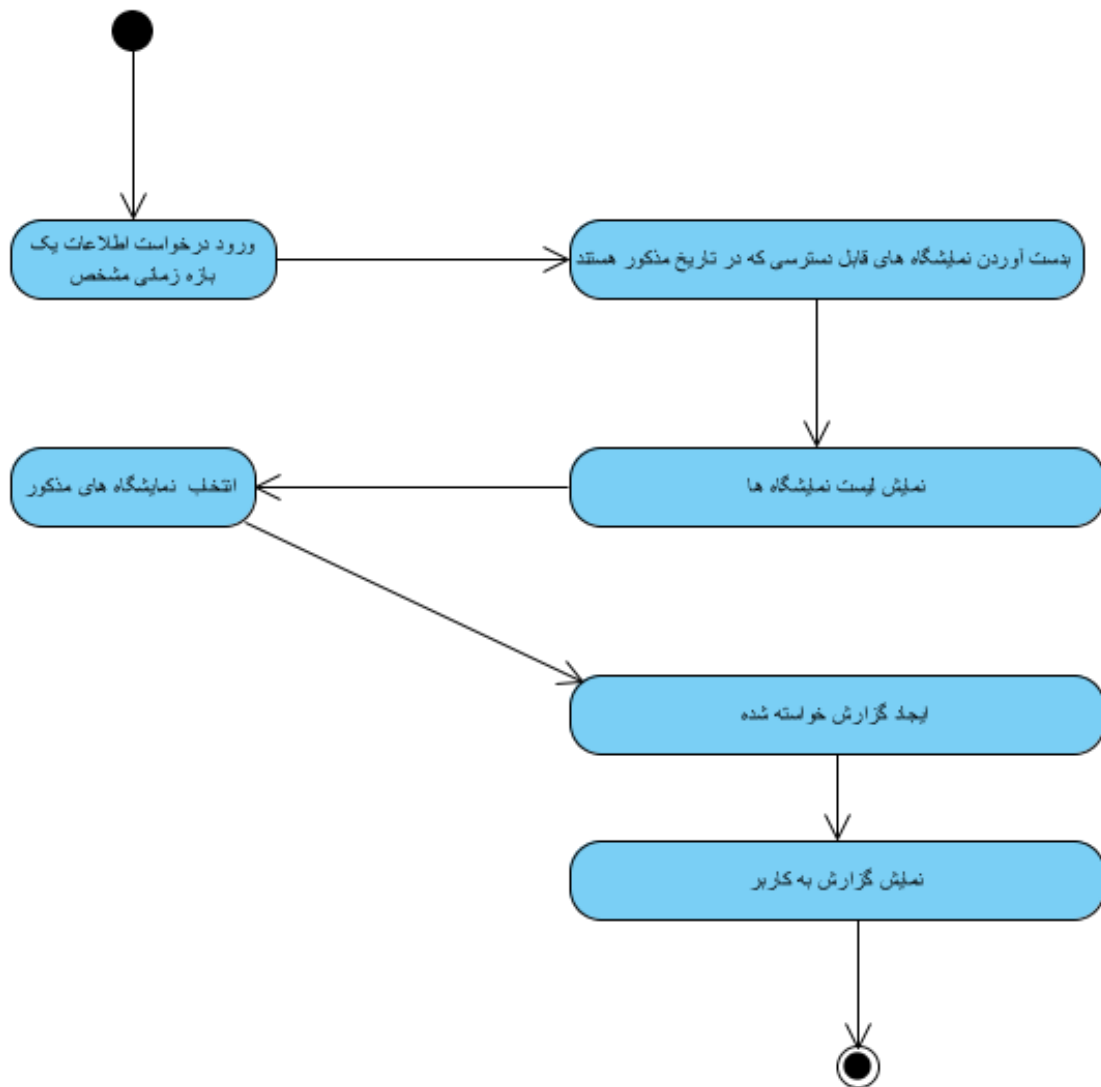 ورود درخواست اطلاعات یک
بازه زمانی مشخص
بدست آوردن نمایشگاه های قابل دسترسی که در تاریخ مذکور هستند
نمایش لیست نمایشگاه ها
انتخاب نمایشگاه های مذکور
ایجاد گزارش خواسته شده
نمایش گزارش به کاربر